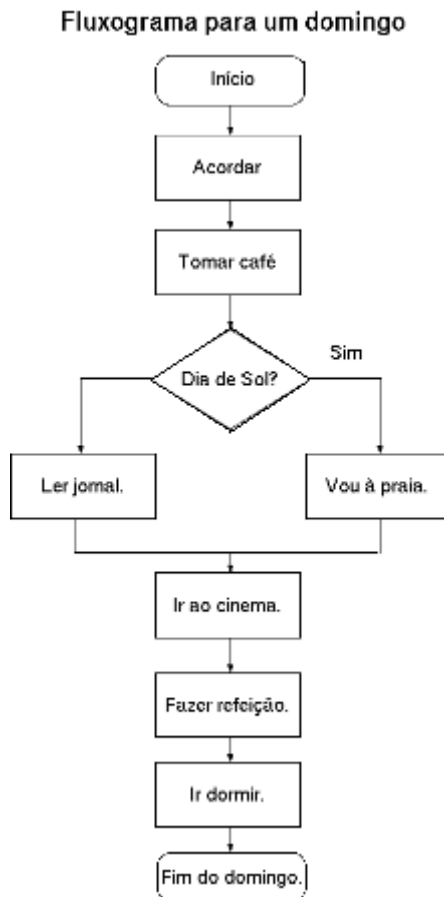 Fluxograma para um domingo
Início
Acordar
Tomar café
Sim
Dia de Sol?
Ler jornal.
Vou à praia.
Ir ao cinema.
Fazer refeição.
Ir dormir.
Fim do domingo.